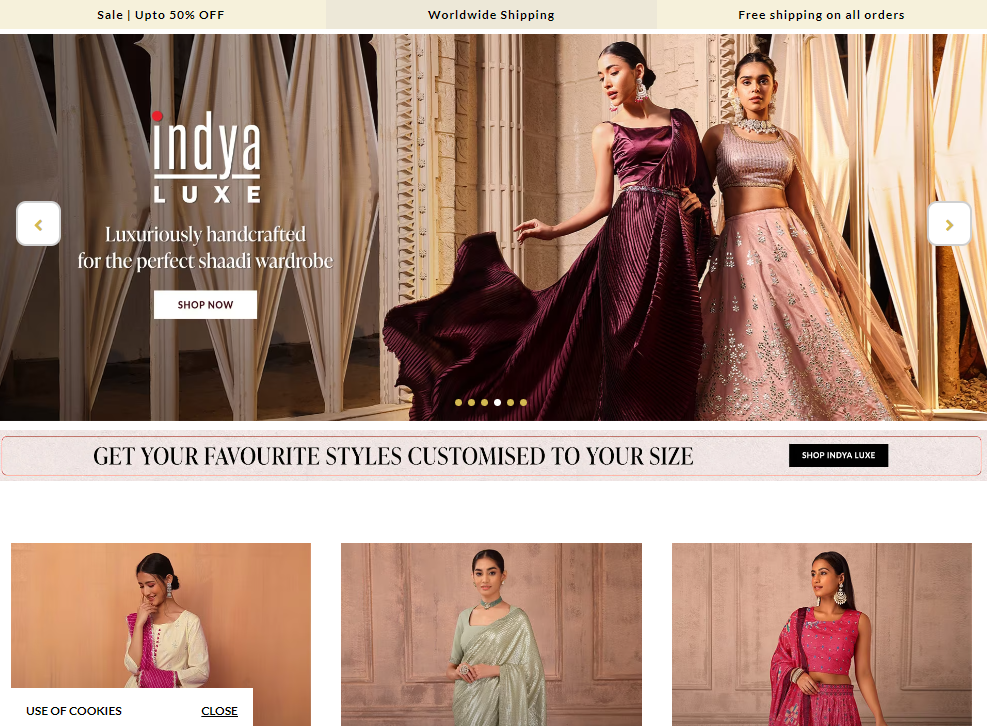 Sale | Upto 50% OFF
Worldwide Shipping
Free shipping on all orders
indya
LUXE
Luxuriously handcrafted
for the perfect shaadi wardrobe
SHOP NOW
GET YOUR FAVOURITE STYLES CUSTOMISED TO YOUR SIZE
SHOP INDYA LUXE
USE OF COOKIES
CLOSE